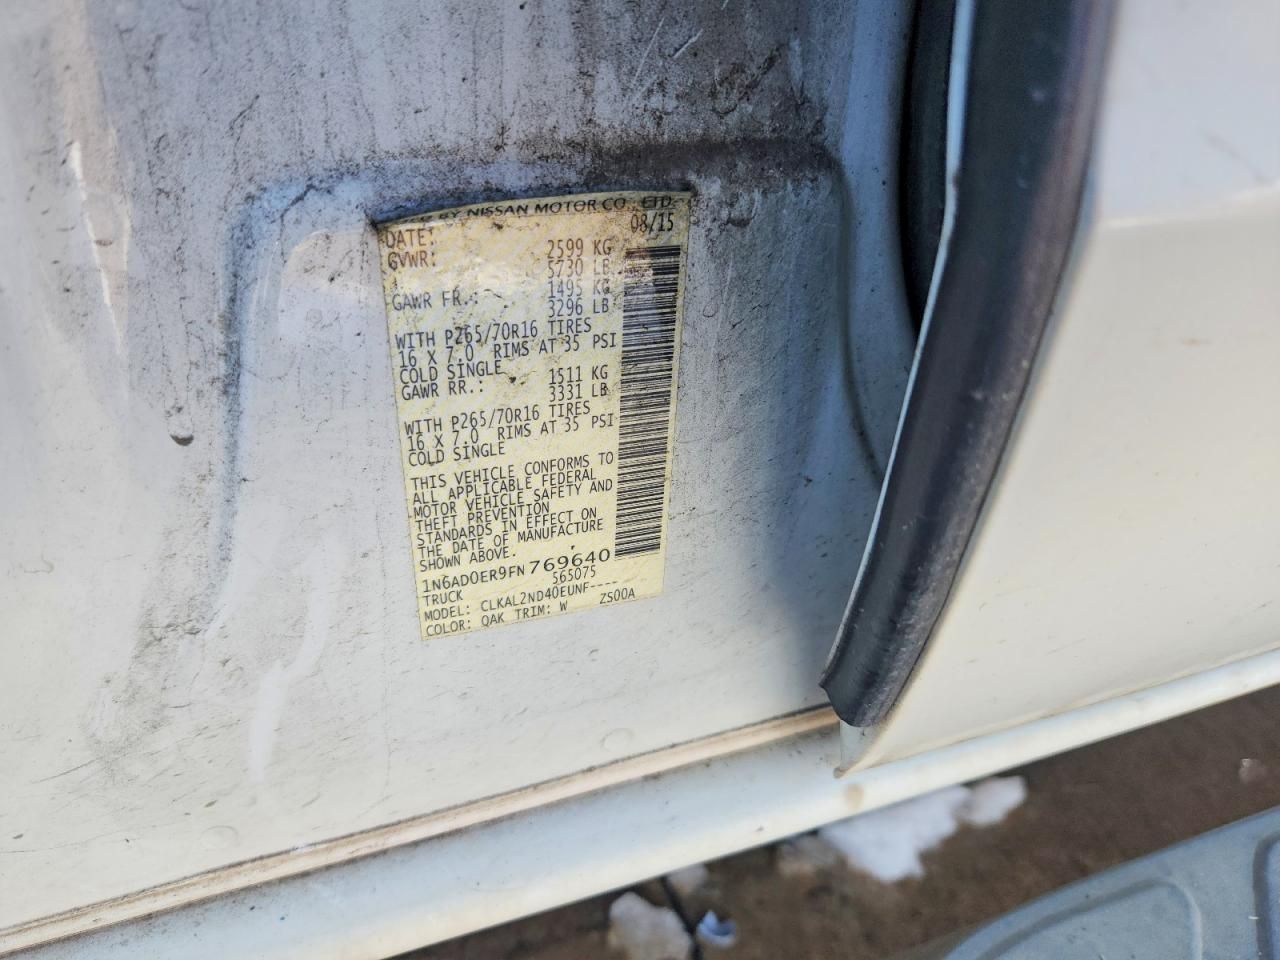 BY NISSAN MOTOR CO., LTD.
DATE: 08/15
GVWR: 2599 KG
5730 LB
GAWR FR.: 1495 KG
3296 LB
WITH P265/70R16 TIRES
16 X 7.0 RIMS AT 35 PSI
COLD SINGLE
GAWR RR.: 1511 KG
3331 LB
WITH P265/70R16 TIRES
16 X 7.0 RIMS AT 35 PSI
COLD SINGLE
THIS VEHICLE CONFORMS TO
ALL APPLICABLE FEDERAL
MOTOR VEHICLE SAFETY AND
THEFT PREVENTION
STANDARDS IN EFFECT ON
THE DATE OF MANUFACTURE
SHOWN ABOVE.
1N6AD0ER9FN769640
TRUCK 565075
MODEL: CLKAL2ND40EUNF----
COLOR: QAK TRIM: W ZS00A